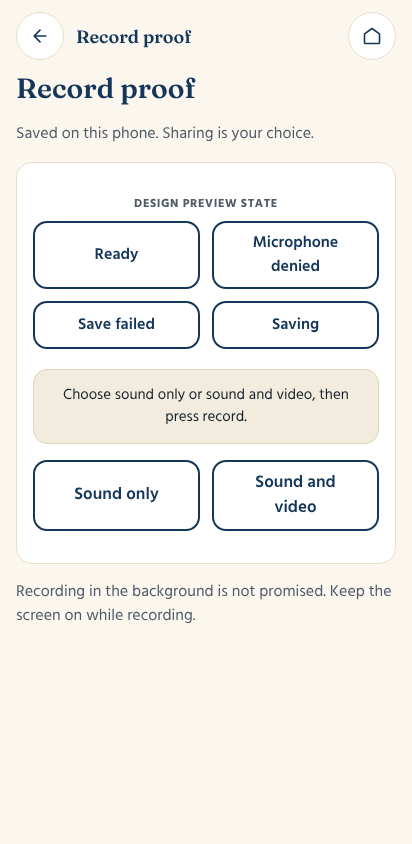 Record proof
Record proof
Saved on this phone. Sharing is your choice.
DESIGN PREVIEW STATE
Ready
Microphone
denied
Save failed
Saving
Choose sound only or sound and video, then
press record.
Sound only
Sound and
video
Recording in the background is not promised. Keep the
screen on while recording.